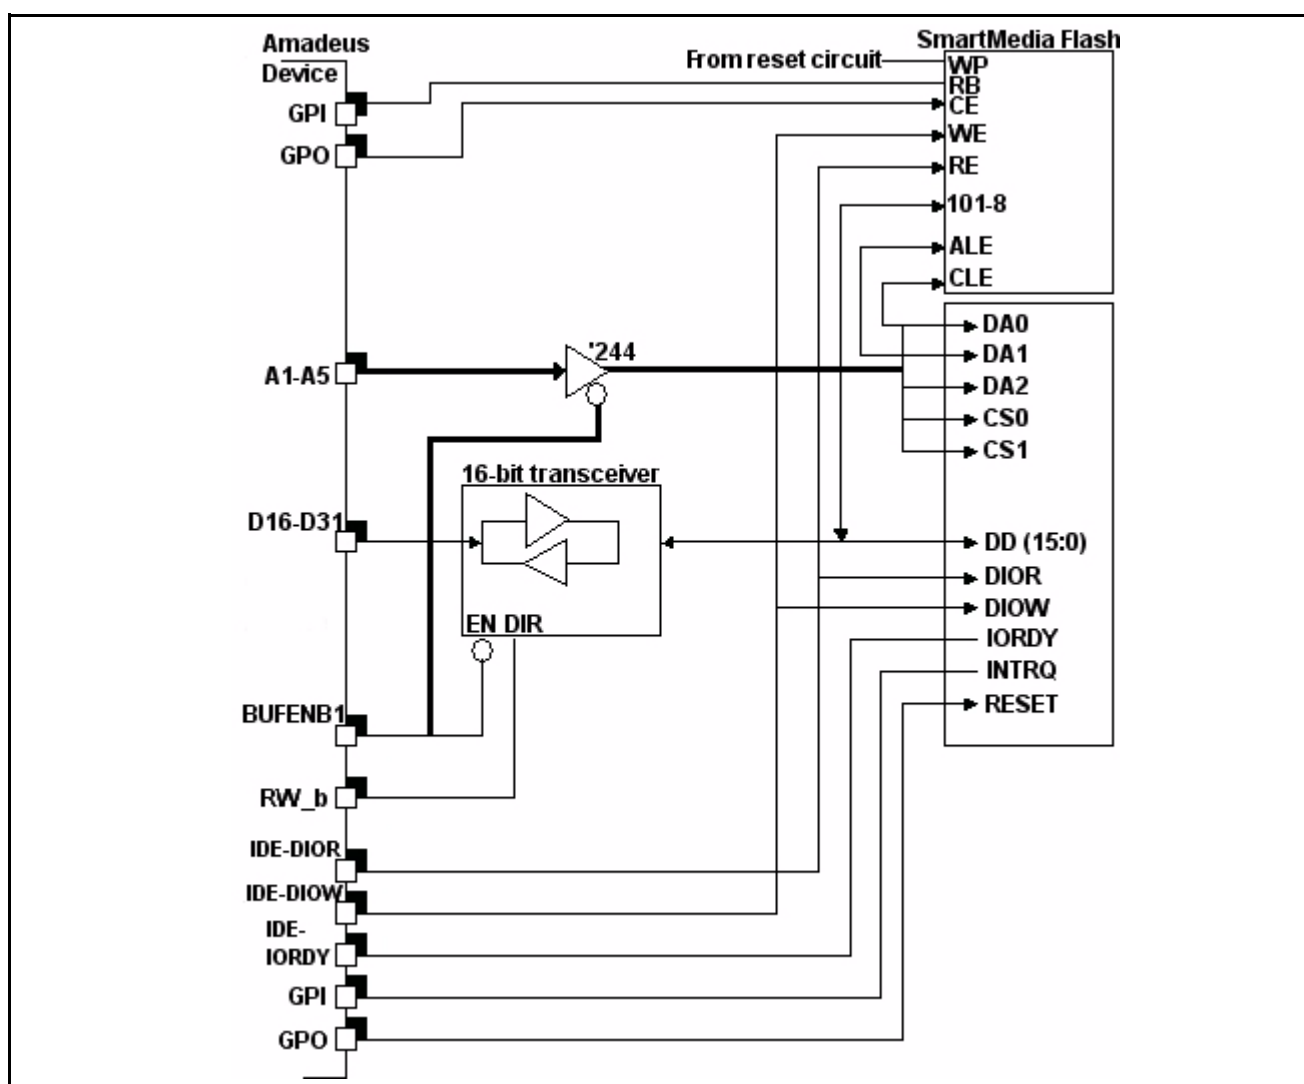 Amadeus
Device
GPI
GPO
A1-A5
D16-D31
BUFENB1
RW_b
IDE-DIOR
IDE-DIOW
IDE-
IORDY
GPI
GPO
From reset circuit
'244
16-bit transceiver
EN DIR
SmartMedia Flash
WP
RB
CE
WE
RE
101-8
ALE
CLE
DA0
DA1
DA2
CS0
CS1
DD (15:0)
DIOR
DIOW
IORDY
INTRQ
RESET